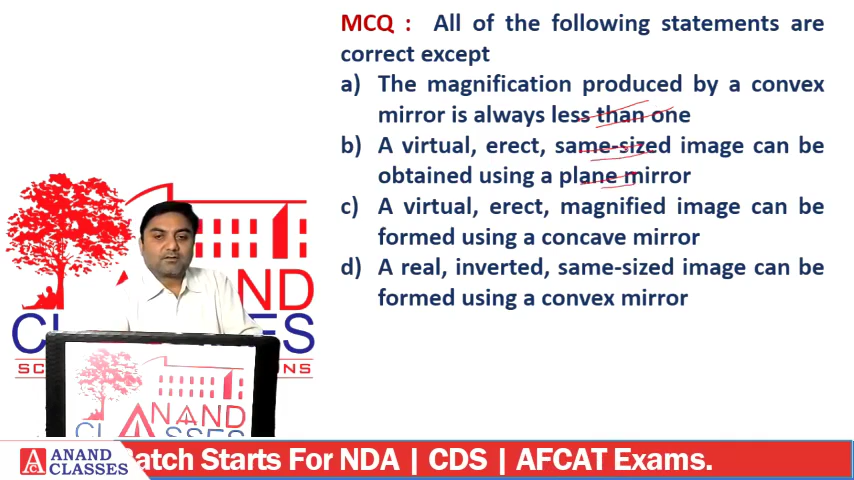 MCQ : All of the following statements are
correct except
a) The magnification produced by a convex
mirror is always less than one
b) A virtual, erect, same-sized image can be
obtained using a plane mirror
c) A virtual, erect, magnified image can be
formed using a concave mirror
d) A real, inverted, same-sized image can be
formed using a convex mirror
ANAND
CLASSES
Batch Starts For NDA | CDS | AFCAT Exams.